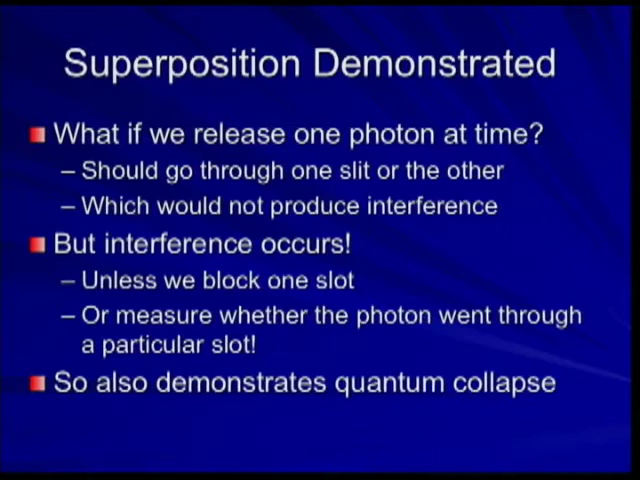 Superposition Demonstrated
What if we release one photon at time?
– Should go through one slit or the other
– Which would not produce interference
But interference occurs!
– Unless we block one slot
– Or measure whether the photon went through
a particular slot!
So also demonstrates quantum collapse